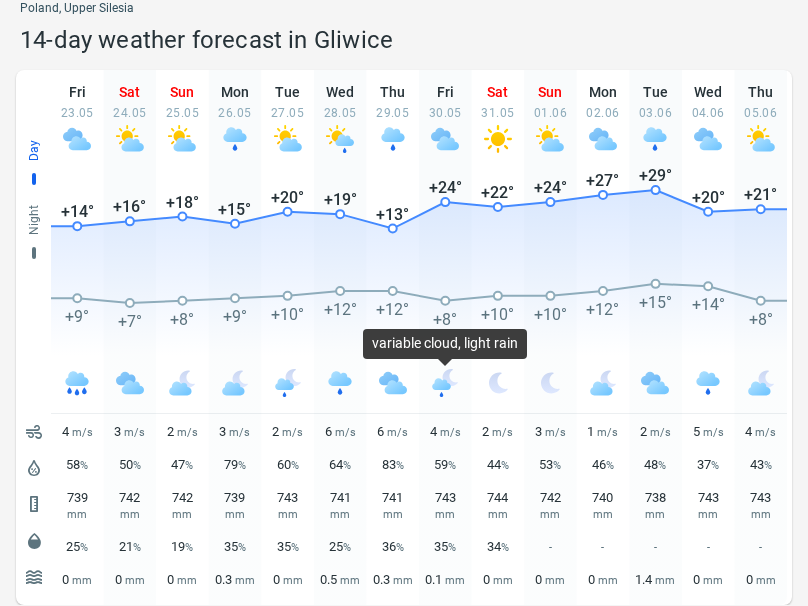 Poland, Upper Silesia
14-day weather forecast in Gliwice
Fri Sat Sun Mon Tue Wed Thu Fri Sat Sun Mon Tue Wed Thu
23.05 24.05 25.05 26.05 27.05 28.05 29.05 30.05 31.05 01.06 02.06 03.06 04.06 05.06
Day
Night
+14° +16° +18° +15° +20° +19° +13° +24° +22° +24° +27° +29° +20° +21°
+9° +7° +8° +9° +10° +12° +12° +8° +10° +10° +12° +15° +14° +8°
variable cloud, light rain
4 m/s 3 m/s 2 m/s 3 m/s 2 m/s 6 m/s 6 m/s 4 m/s 2 m/s 3 m/s 1 m/s 2 m/s 5 m/s 4 m/s
58% 50% 47% 79% 60% 64% 83% 59% 44% 53% 46% 48% 37% 43%
739 742 742 739 743 741 741 743 744 742 740 738 743 743
mm mm mm mm mm mm mm mm mm mm mm mm mm mm
25% 21% 19% 35% 35% 25% 36% 35% 34% - - - - -
0 mm 0 mm 0 mm 0.3 mm 0 mm 0.5 mm 0.3 mm 0.1 mm 0 mm 0 mm 0 mm 1.4 mm 0 mm 0 mm